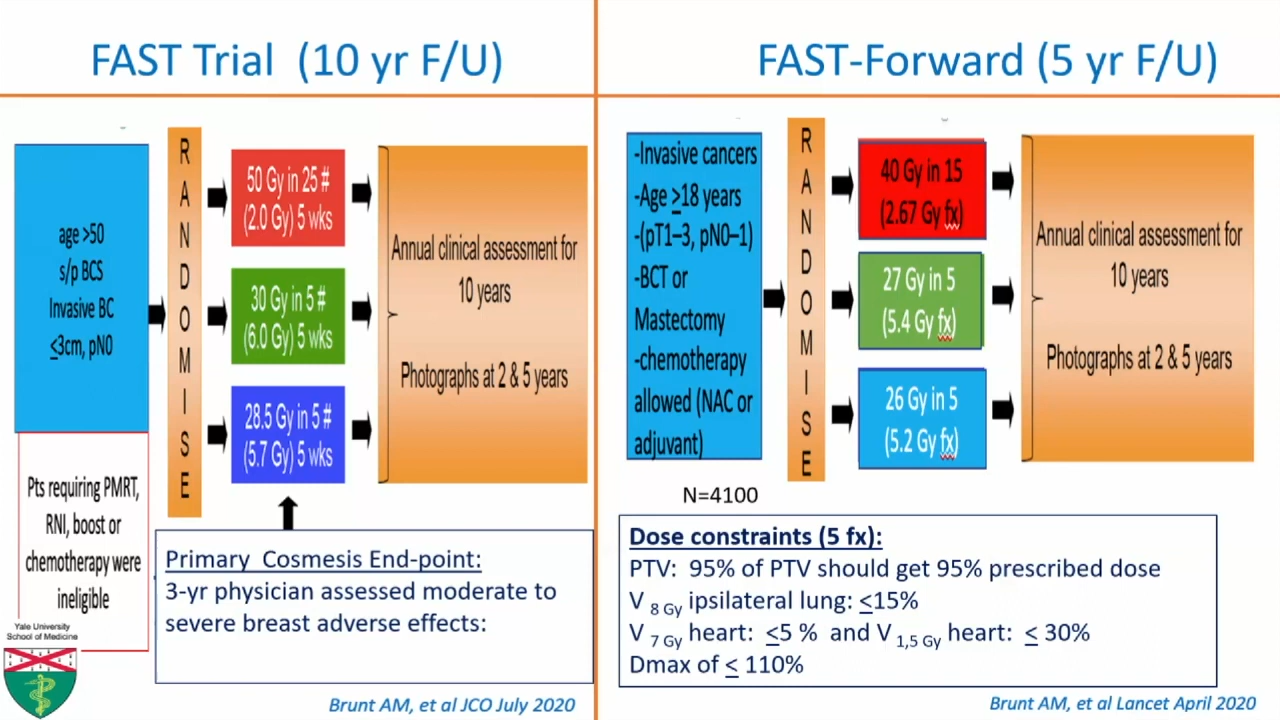 FAST Trial (10 yr F/U)
age >50
s/p BCS
Invasive BC
≤3cm, pN0
Pts requiring PMRT,
RNI, boost or
chemotherapy were
ineligible
R
A
N
D
O
M
I
S
E
50 Gy in 25 #
(2.0 Gy) 5 wks
30 Gy in 5 #
(6.0 Gy) 5 wks
28.5 Gy in 5 #
(5.7 Gy) 5 wks
Annual clinical assessment for
10 years
Photographs at 2 & 5 years
Primary Cosmesis End-point:
3-yr physician assessed moderate to
severe breast adverse effects:
Yale University
School of Medicine
Brunt AM, et al JCO July 2020
FAST-Forward (5 yr F/U)
-Invasive cancers
-Age ≥18 years
-(pT1–3, pN0–1)
-BCT or
Mastectomy
-chemotherapy
allowed (NAC or
adjuvant)
N=4100
R
A
N
D
O
M
I
S
E
40 Gy in 15
(2.67 Gy fx)
27 Gy in 5
(5.4 Gy fx)
26 Gy in 5
(5.2 Gy fx)
Annual clinical assessment for
10 years
Photographs at 2 & 5 years
Dose constraints (5 fx):
PTV: 95% of PTV should get 95% prescribed dose
V 8 Gy ipsilateral lung: ≤15%
V 7 Gy heart: ≤5 % and V 1,5 Gy heart: ≤ 30%
Dmax of ≤ 110%
Brunt AM, et al Lancet April 2020